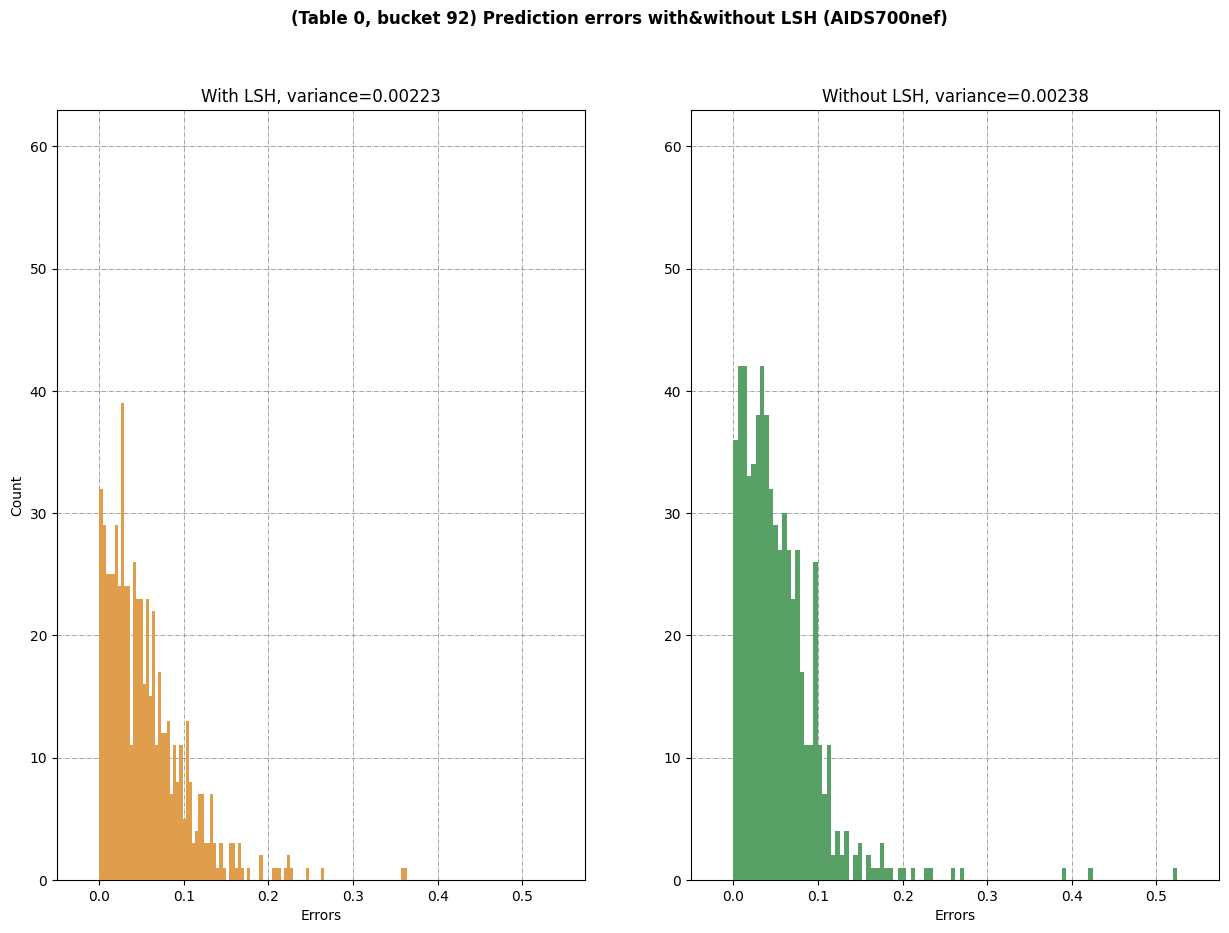 (Table 0, bucket 92) Prediction errors with&without LSH (AIDS700nef)
With LSH, variance=0.00223
60
50
40
30
20
10
0
Count
0.0 0.1 0.2 0.3 0.4 0.5
Errors
Without LSH, variance=0.00238
60
50
40
30
20
10
0
0.0 0.1 0.2 0.3 0.4 0.5
Errors